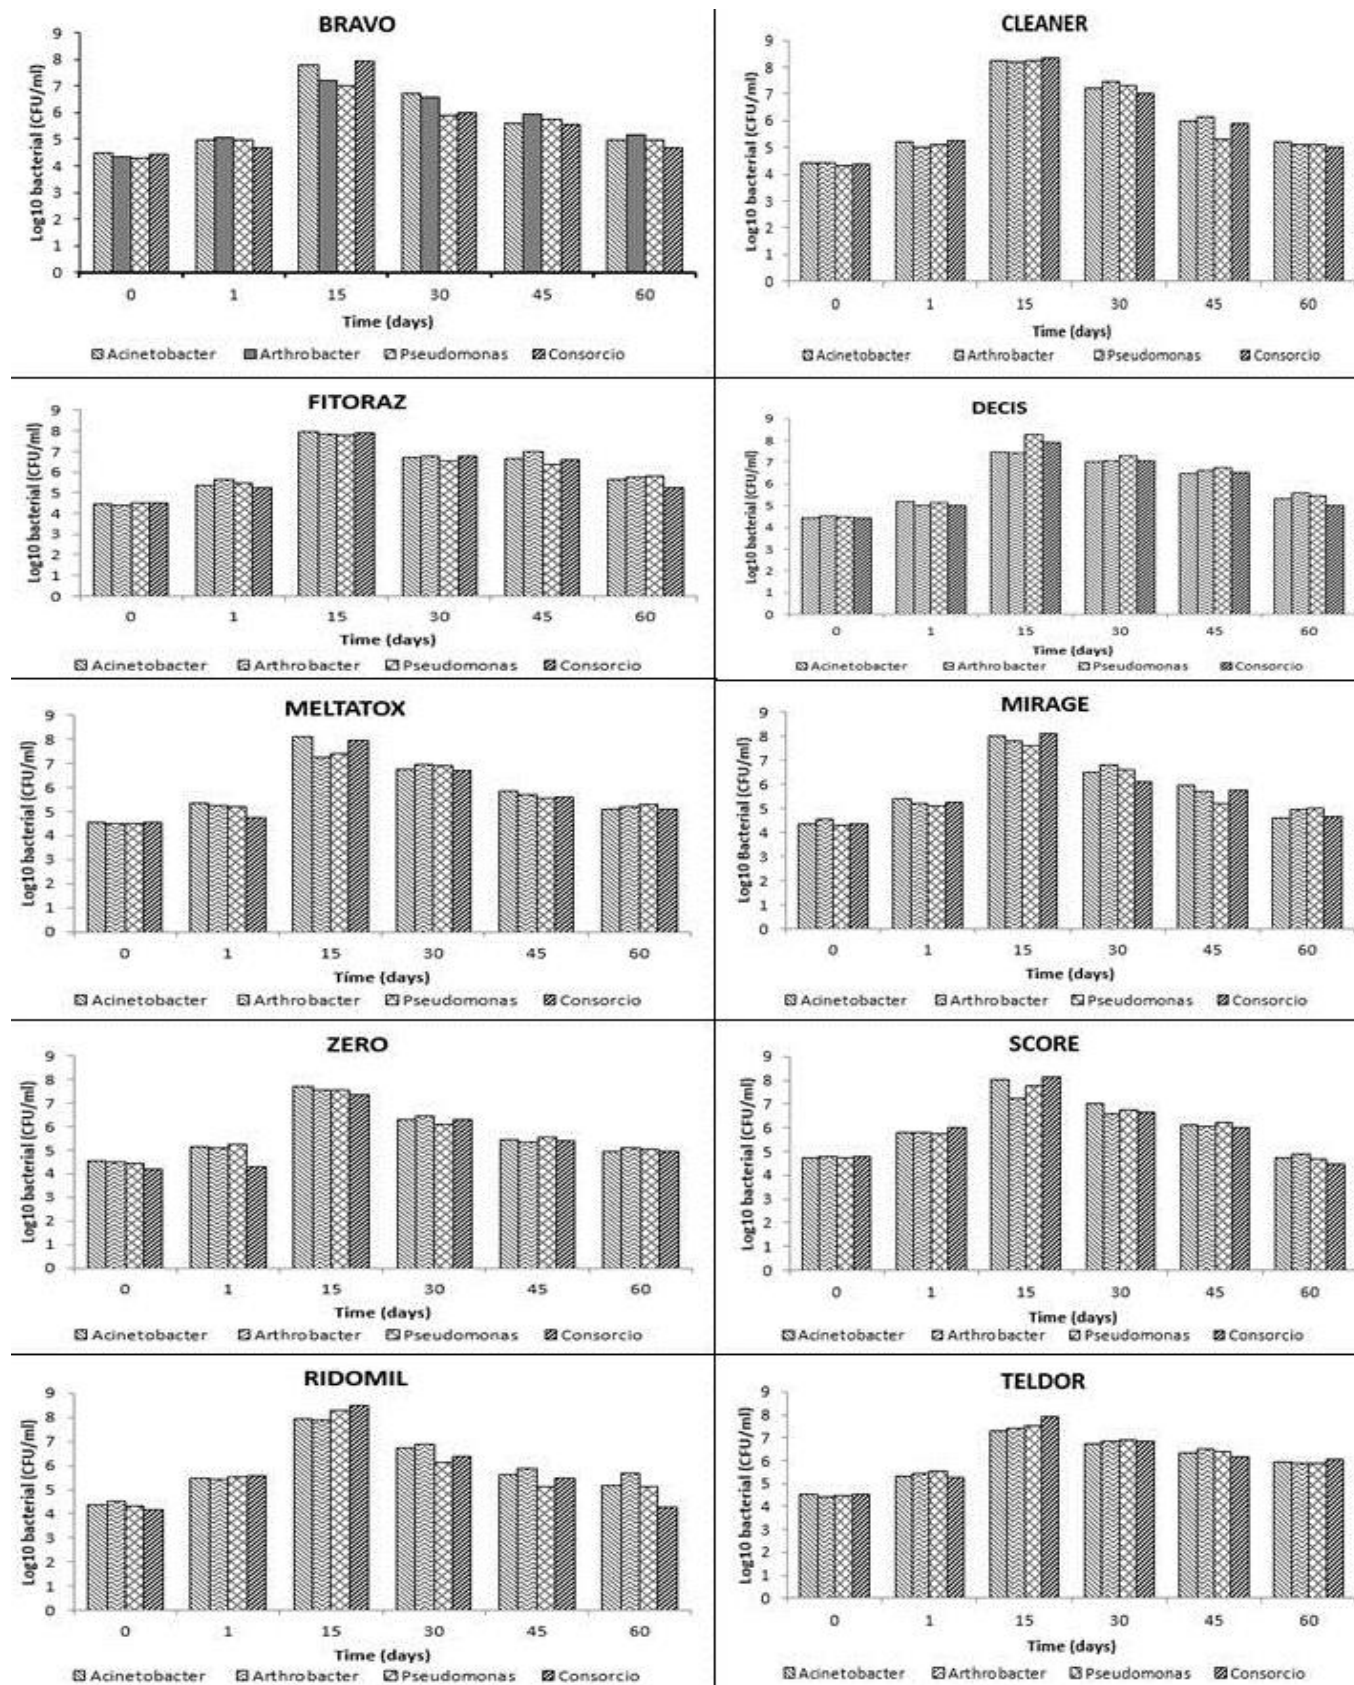 BRAVO
Log10 bacterial (CFU/ml)
9
8
7
6
5
4
3
2
1
0
0 1 15 30 45 60
Time (days)
Acinetobacter Arthrobacter Pseudomonas Consorcio
CLEANER
Log10 bacterial (CFU/ml)
9
8
7
6
5
4
3
2
1
0
0 1 15 30 45 60
Time (days)
Acinetobacter Arthrobacter Pseudomonas Consorcio
FITORAZ
Log10 bacterial (CFU/ml)
9
8
7
6
5
4
3
2
1
0
0 1 15 30 45 60
Time (days)
Acinetobacter Arthrobacter Pseudomonas Consorcio
DECIS
Log10 bacterial (CFU/ml)
9
8
7
6
5
4
3
2
1
0
0 1 15 30 45 60
Time (days)
Acinetobacter Arthrobacter Pseudomonas Consorcio
MELTATOX
Log10 bacterial (CFU/ml)
9
8
7
6
5
4
3
2
1
0
0 1 15 30 45 60
Tíme (days)
Acinetobacter Arthrobacter Pseudomonas Consorcio
MIRAGE
Log10 Bacterial (CFU/ml)
9
8
7
6
5
4
3
2
1
0
0 1 15 30 45 60
Time (days)
Acinetobacter Arthrobacter Pseudomonas Consorcio
ZERO
Log10 bacterial (CFU/ml)
9
8
7
6
5
4
3
2
1
0
0 1 15 30 45 60
Time (days)
Acinetobacter Arthrobacter Pseudomonas Consorcio
SCORE
Log10 bacterial (CFU/ml)
9
8
7
6
5
4
3
2
1
0
0 1 15 30 45 60
Time (days)
Acinetobacter Arthrobacter Pseudomonas Consorcio
RIDOMIL
Log10 bacterial (CFU/ml)
9
8
7
6
5
4
3
2
1
0
0 1 15 30 45 60
Time (days)
Acinetobacter Arthrobacter Pseudomonas Consorcio
TELDOR
Log10 bacterial (CFU/ml)
9
8
7
6
5
4
3
2
1
0
0 1 15 30 45 60
Time (days)
Acinetobacter Arthrobacter Pseudomonas Consorcio